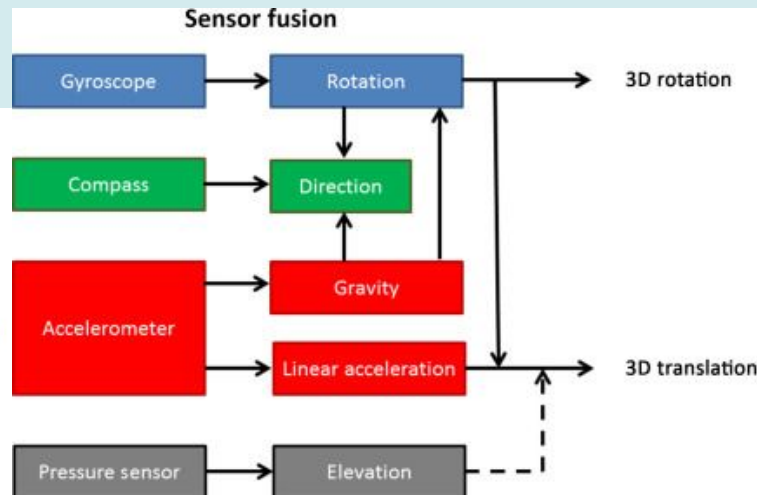 Sensor fusion
Gyroscope
Rotation
3D rotation
Compass
Direction
Accelerometer
Gravity
Linear acceleration
3D translation
Pressure sensor
Elevation